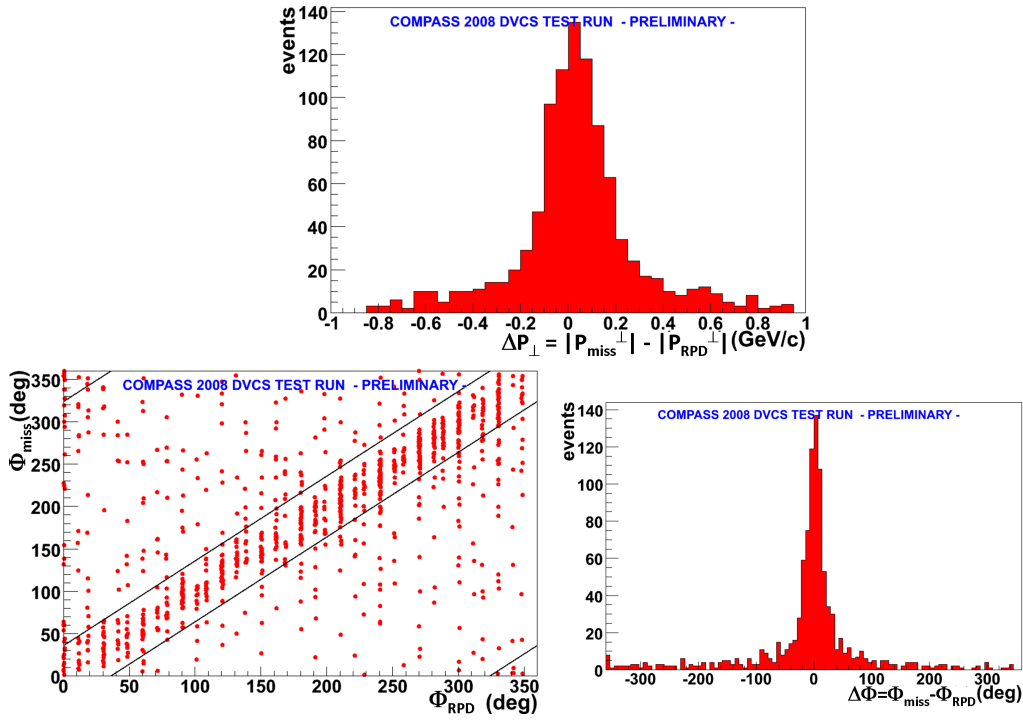 COMPASS 2008 DVCS TEST RUN - PRELIMINARY -
events
140
120
100
80
60
40
20
0
-1 -0.8 -0.6 -0.4 -0.2 0 0.2 0.4 0.6 0.8 1
ΔP⊥ = |Pmiss⊥| - |PRPD⊥| (GeV/c)
COMPASS 2008 DVCS TEST RUN - PRELIMINARY -
Φmiss (deg)
350
300
250
200
150
100
50
0
0 50 100 150 200 250 300 350
ΦRPD (deg)
COMPASS 2008 DVCS TEST RUN - PRELIMINARY -
events
140
120
100
80
60
40
20
0
-300 -200 -100 0 100 200 300
ΔΦ=Φmiss-ΦRPD (deg)